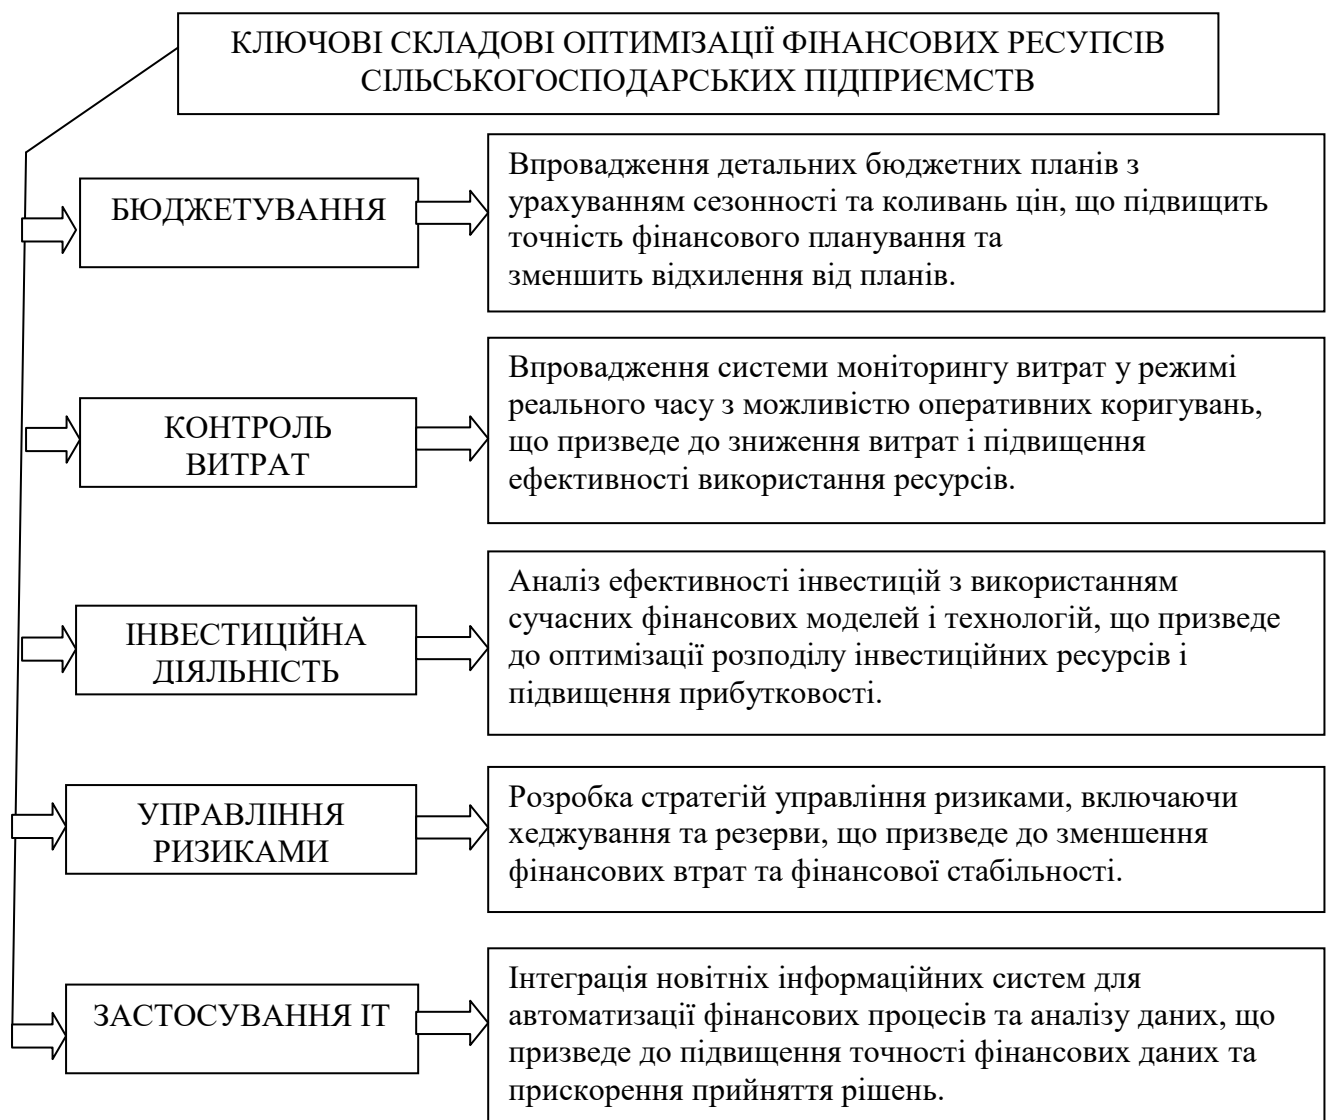 КЛЮЧОВІ СКЛАДОВІ ОПТИМІЗАЦІЇ ФІНАНСОВИХ РЕСУПСІВ
СІЛЬСЬКОГОСПОДАРСЬКИХ ПІДПРИЄМСТВ
БЮДЖЕТУВАННЯ
Впровадження детальних бюджетних планів з
урахуванням сезонності та коливань цін, що підвищить
точність фінансового планування та
зменшить відхилення від планів.
КОНТРОЛЬ
ВИТРАТ
Впровадження системи моніторингу витрат у режимі
реального часу з можливістю оперативних коригувань,
що призведе до зниження витрат і підвищення
ефективності використання ресурсів.
ІНВЕСТИЦІЙНА
ДІЯЛЬНІСТЬ
Аналіз ефективності інвестицій з використанням
сучасних фінансових моделей і технологій, що призведе
до оптимізації розподілу інвестиційних ресурсів і
підвищення прибутковості.
УПРАВЛІННЯ
РИЗИКАМИ
Розробка стратегій управління ризиками, включаючи
хеджування та резерви, що призведе до зменшення
фінансових втрат та фінансової стабільності.
ЗАСТОСУВАННЯ ІТ
Інтеграція новітніх інформаційних систем для
автоматизації фінансових процесів та аналізу даних, що
призведе до підвищення точності фінансових даних та
прискорення прийняття рішень.